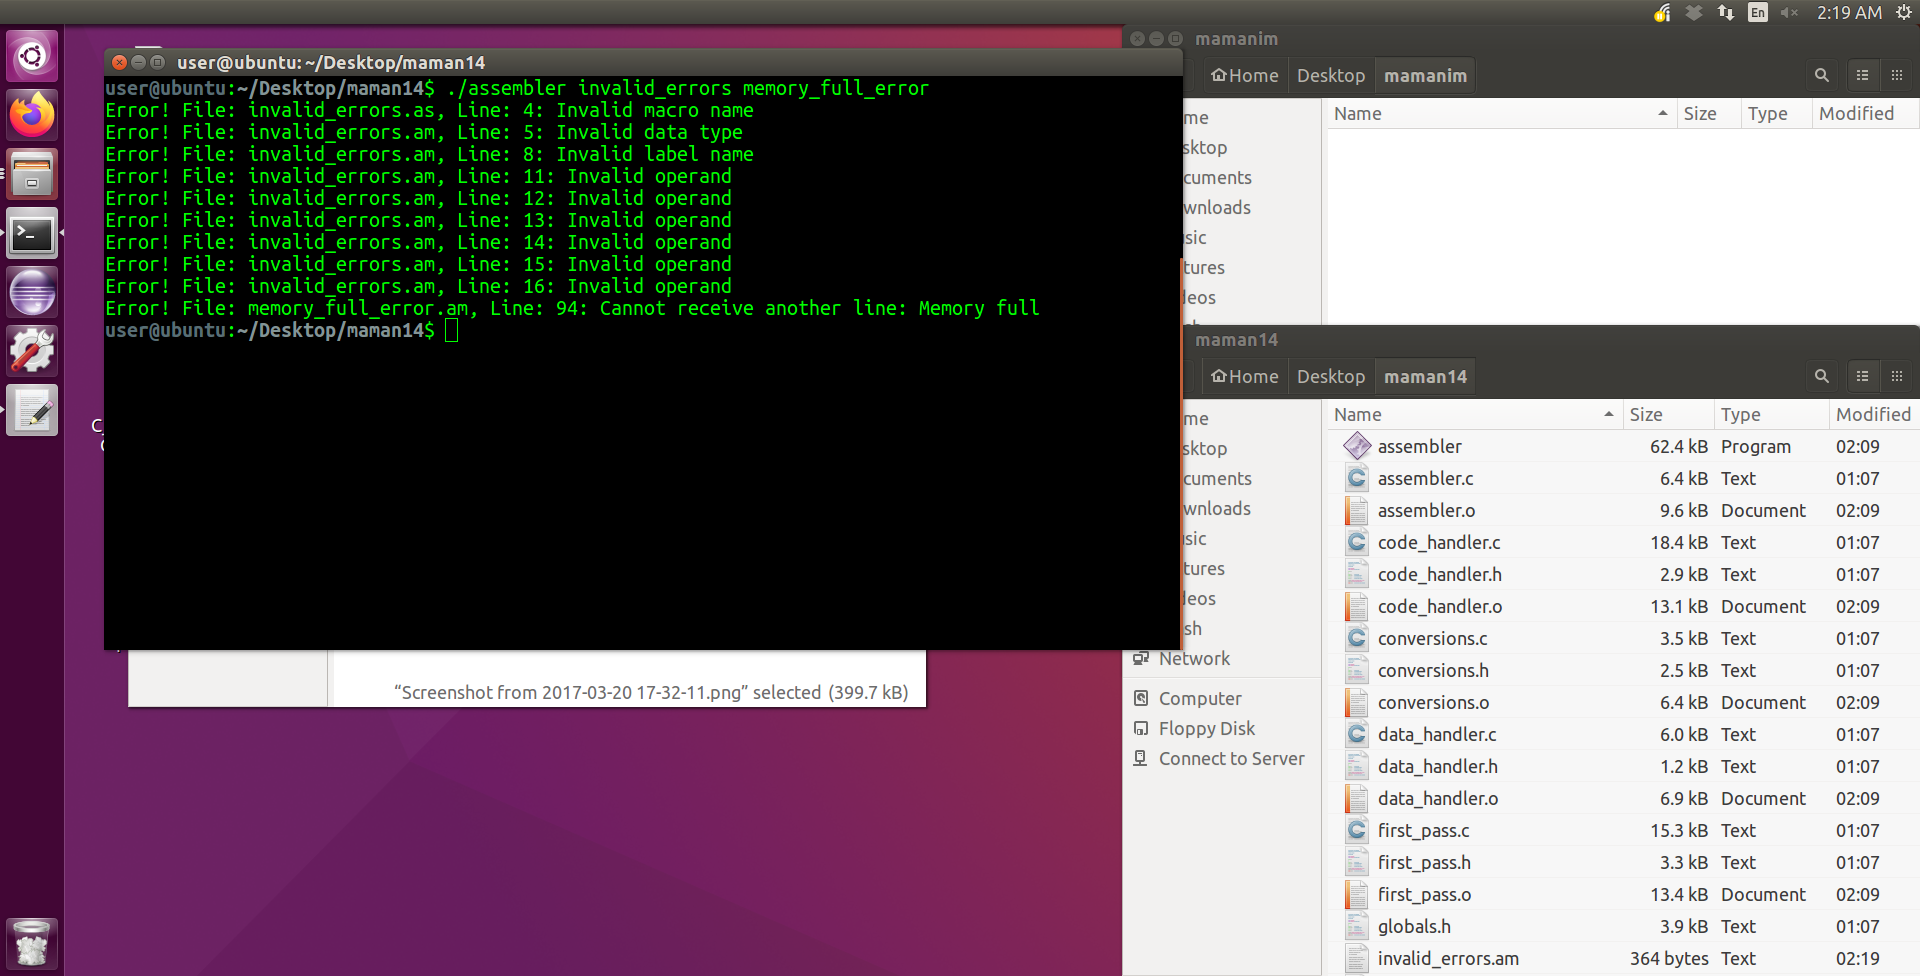 En
2:19 AM
user@ubuntu: ~/Desktop/maman14
user@ubuntu:~/Desktop/maman14$ ./assembler invalid_errors memory_full_error
Error! File: invalid_errors.as, Line: 4: Invalid macro name
Error! File: invalid_errors.am, Line: 5: Invalid data type
Error! File: invalid_errors.am, Line: 8: Invalid label name
Error! File: invalid_errors.am, Line: 11: Invalid operand
Error! File: invalid_errors.am, Line: 12: Invalid operand
Error! File: invalid_errors.am, Line: 13: Invalid operand
Error! File: invalid_errors.am, Line: 14: Invalid operand
Error! File: invalid_errors.am, Line: 15: Invalid operand
Error! File: invalid_errors.am, Line: 16: Invalid operand
Error! File: memory_full_error.am, Line: 94: Cannot receive another line: Memory full
user@ubuntu:~/Desktop/maman14$
C_
“Screenshot from 2017-03-20 17-32-11.png” selected (399.7 kB)
mamanim
Home Desktop mamanim
Name Size Type Modified
me
sktop
cuments
wnloads
sic
tures
deos
maman14
Home Desktop maman14
Name Size Type Modified
me
sktop
cuments
wnloads
sic
tures
deos
sh
Network
Computer
Floppy Disk
Connect to Server
assembler 62.4 kB Program 02:09
assembler.c 6.4 kB Text 01:07
assembler.o 9.6 kB Document 02:09
code_handler.c 18.4 kB Text 01:07
code_handler.h 2.9 kB Text 01:07
code_handler.o 13.1 kB Document 02:09
conversions.c 3.5 kB Text 01:07
conversions.h 2.5 kB Text 01:07
conversions.o 6.4 kB Document 02:09
data_handler.c 6.0 kB Text 01:07
data_handler.h 1.2 kB Text 01:07
data_handler.o 6.9 kB Document 02:09
first_pass.c 15.3 kB Text 01:07
first_pass.h 3.3 kB Text 01:07
first_pass.o 13.4 kB Document 02:09
globals.h 3.9 kB Text 01:07
invalid_errors.am 364 bytes Text 02:19